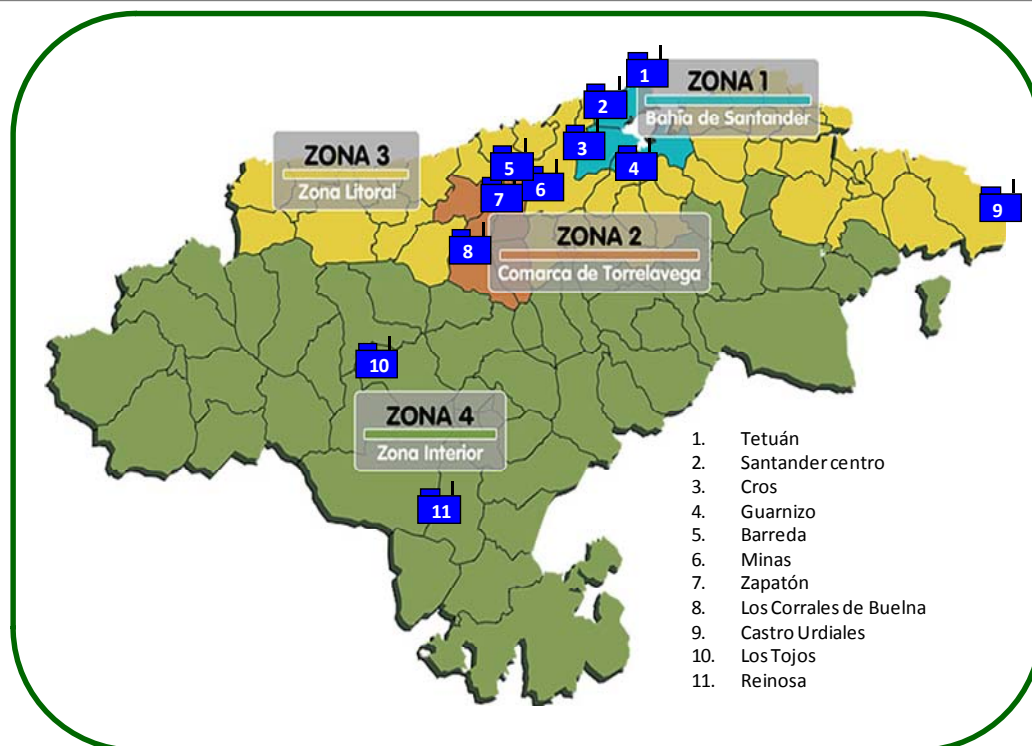 1
ZONA 1
Bahía de Santander
2
3
ZONA 3
Zona Litoral
5
4
6
7
9
ZONA 2
Comarca de Torrelavega
8
10
ZONA 4
Zona Interior
11
1. Tetuán
2. Santander centro
3. Cros
4. Guarnizo
5. Barreda
6. Minas
7. Zapatón
8. Los Corrales de Buelna
9. Castro Urdiales
10. Los Tojos
11. Reinosa